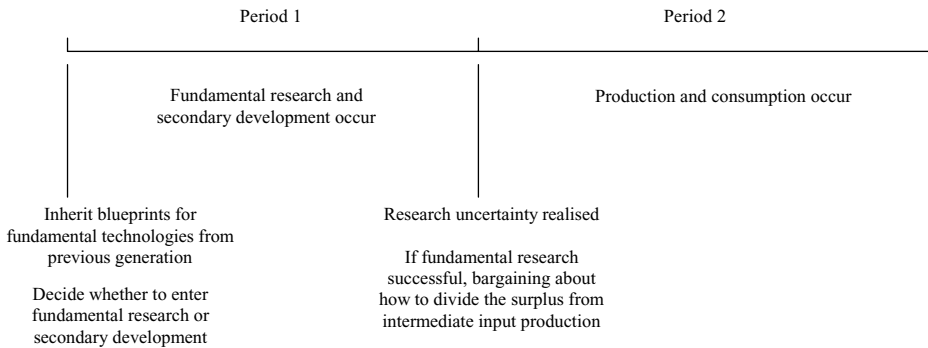 Period 1
Period 2
Fundamental research and
secondary development occur
Production and consumption occur
Inherit blueprints for
fundamental technologies from
previous generation
Decide whether to enter
fundamental research or
secondary development
Research uncertainty realised
If fundamental research
successful, bargaining about
how to divide the surplus from
intermediate input production